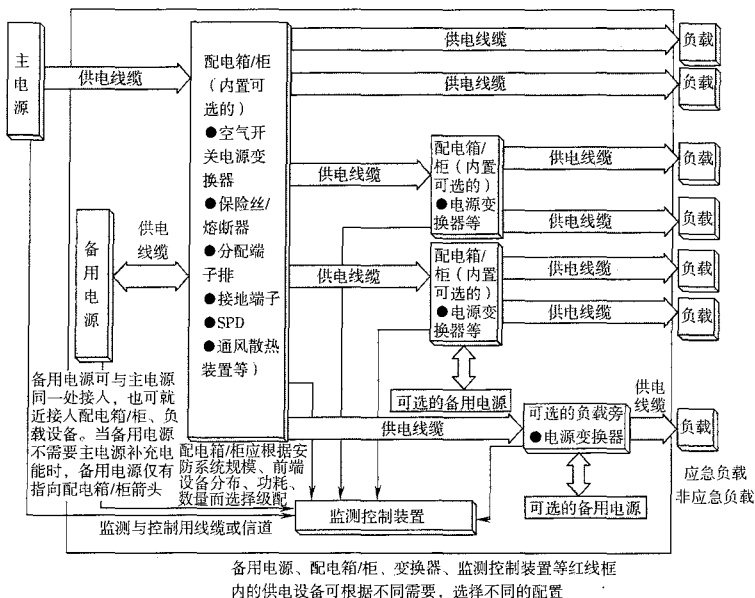 主
电
源
供电线缆
备
用
电
源
供电
线缆
配电箱/
柜
（内置可
选的）
●空气开
关电源变
换器
●保险丝/
熔断器
●分配端
子排
●接地端子
●SPD
●通风散热
装置等）
供电线缆
负载
供电线缆
负载
供电线缆
配电箱/
柜（内置
可选的）
●电源变
换器等
供电线缆
负载
供电线缆
负载
供电线缆
配电箱/
柜（内置
可选的）
●电源变
换器等
供电线缆
负载
供电线缆
负载
可选的备用电源
供电线缆
可选的负载旁
●电源变换器
供电
线缆
负载
可选的备用电源
应急负载
非应急负载
备用电源可与主电源
同一处接人，也可就
近接人配电箱/柜、负
载设备。当备用电源
不需要主电源补充电
能时，备用电源仅有
指向配电箱/柜箭头
配电箱/柜应根据安
防系统规模、前端
设备分布、功耗、
数量而选择级配
监测与控制用线缆或信道
监测控制装置
备用电源、配电箱/柜、变换器、监测控制装置等红线框
内的供电设备可根据不同需要，选择不同的配置